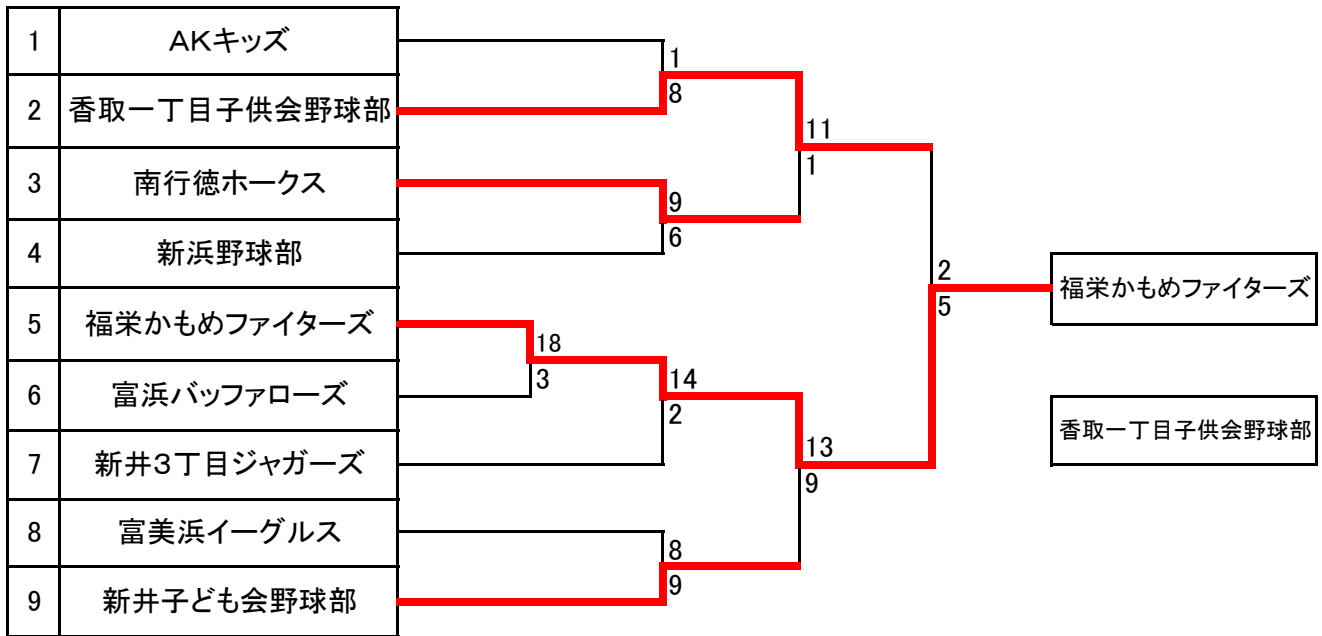 1 AKキッズ
2 香取一丁目子供会野球部
3 南行徳ホークス
4 新浜野球部
5 福栄かもめファイターズ
6 富浜バッファローズ
7 新井3丁目ジャガーズ
8 富美浜イーグルス
9 新井子ども会野球部
1
8
9
6
18
3
14
2
8
9
11
1
13
9
2
5
福栄かもめファイターズ
香取一丁目子供会野球部